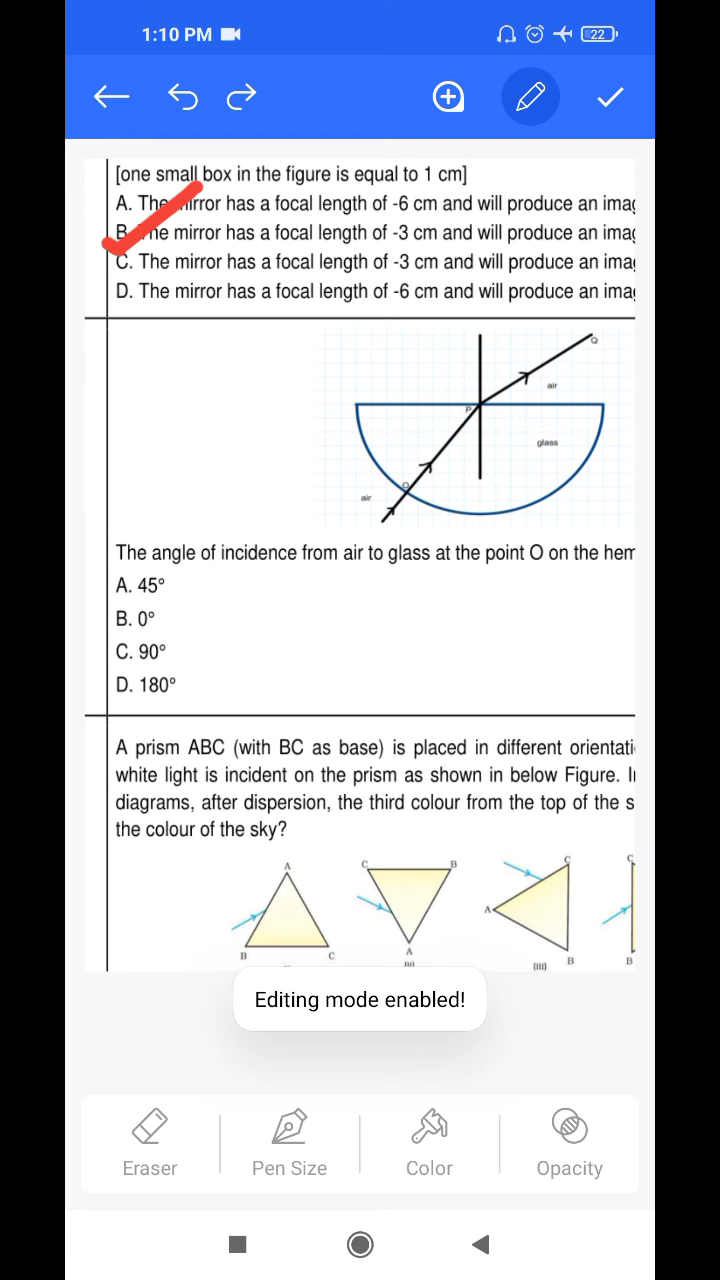 1:10 PM
22
[one small box in the figure is equal to 1 cm]
A. The mirror has a focal length of -6 cm and will produce an imag
B. The mirror has a focal length of -3 cm and will produce an imag
C. The mirror has a focal length of -3 cm and will produce an imag
D. The mirror has a focal length of -6 cm and will produce an imag
Q
air
P
glass
O
air
The angle of incidence from air to glass at the point O on the hem
A. 45°
B. 0°
C. 90°
D. 180°
A prism ABC (with BC as base) is placed in different orientati
white light is incident on the prism as shown in below Figure. I
diagrams, after dispersion, the third colour from the top of the s
the colour of the sky?
A C B C C
A
B C A B B
(ii) (iii)
Editing mode enabled!
Eraser Pen Size Color Opacity